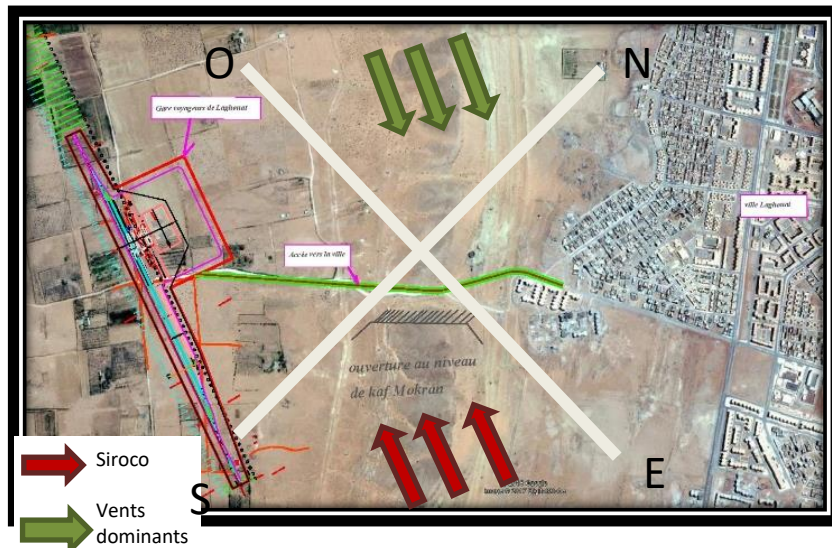 O
N
Gare voyageurs de Laghouat
ville Laghouat
Accès vers la ville
ouverture au niveau
de kaf Mokran
S
E
Siroco
Vents
dominants